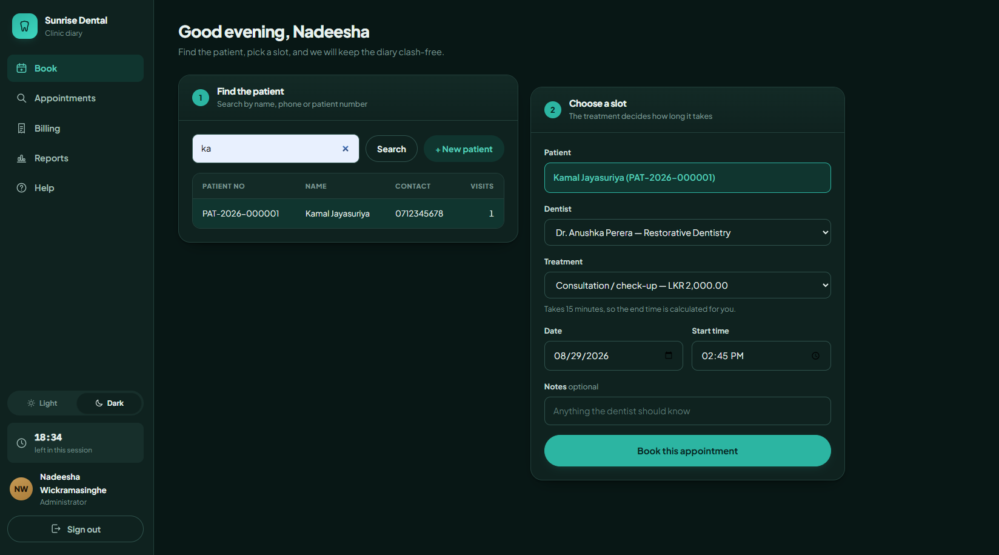 Sunrise Dental
Clinic diary
Book
Appointments
Billing
Reports
Help
Light
Dark
18:34
left in this session
NW
Nadeesha
Wickramasinghe
Administrator
Sign out
Good evening, Nadeesha
Find the patient, pick a slot, and we will keep the diary clash-free.
1
Find the patient
Search by name, phone or patient number
ka
Search
+ New patient
PATIENT NO NAME CONTACT VISITS
PAT-2026-000001 Kamal Jayasuriya 0712345678 1
2
Choose a slot
The treatment decides how long it takes
Patient
Kamal Jayasuriya (PAT-2026-000001)
Dentist
Dr. Anushka Perera — Restorative Dentistry
Treatment
Consultation / check-up — LKR 2,000.00
Takes 15 minutes, so the end time is calculated for you.
Date Start time
08/29/2026 02:45 PM
Notes optional
Anything the dentist should know
Book this appointment